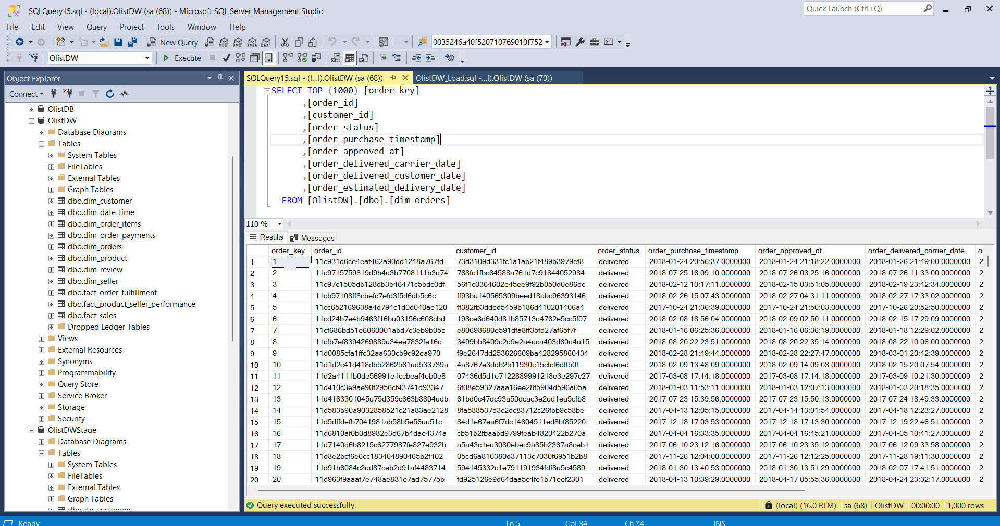 SQLQuery15.sql - (local).OlistDW (sa (68)) - Microsoft SQL Server Management Studio
Quick Launch (Ctrl+Q)
File Edit View Query Project Tools Window Help
New Query MDX DMX XMLA DAX 0035246a40f520710769010f752
OlistDW Execute
Object Explorer
Connect
OlistDB
OlistDW
Database Diagrams
Tables
System Tables
FileTables
External Tables
Graph Tables
dbo.dim_customer
dbo.dim_date_time
dbo.dim_order_items
dbo.dim_order_payments
dbo.dim_orders
dbo.dim_product
dbo.dim_review
dbo.dim_seller
dbo.fact_order_fulfillment
dbo.fact_product_seller_performance
dbo.fact_sales
Dropped Ledger Tables
Views
External Resources
Synonyms
Programmability
Query Store
Service Broker
Storage
Security
OlistDWStage
Database Diagrams
Tables
System Tables
FileTables
External Tables
Graph Tables
dbo.stg_customers
SQLQuery15.sql - (l...l).OlistDW (sa (68)) OlistDW_Load.sql -...l).OlistDW (sa (70))
SELECT TOP (1000) [order_key]
,[order_id]
,[customer_id]
,[order_status]
,[order_purchase_timestamp]
,[order_approved_at]
,[order_delivered_carrier_date]
,[order_delivered_customer_date]
,[order_estimated_delivery_date]
FROM [OlistDW].[dbo].[dim_orders]
110 %
Results Messages
order_key order_id customer_id order_status order_purchase_timestamp order_approved_at order_delivered_carrier_date o
1 1 11c931d6ce4eaf462a90dd1248a767fd 73d3109d331fc1a1ab21f489b3979ef8 delivered 2018-01-24 20:56:37.0000000 2018-01-24 21:18:22.0000000 2018-01-26 21:49:00.0000000 2
2 2 11c9715759819d9b4a3b7708111b3a74 768fc1fbc64588a761d7c91844052984 delivered 2018-07-25 16:09:10.0000000 2018-07-26 03:25:16.0000000 2018-07-26 11:33:00.0000000 2
3 3 11c97c1505db128db3b46471c5bdc0df 56f1c0364602e45ee9f92b050d0e86dc delivered 2018-02-12 10:17:11.0000000 2018-02-15 03:51:05.0000000 2018-02-19 23:42:34.0000000 2
4 4 11cb97108ff8cbefc7efd3f5d6db5c6c ff93ba140565309beed18abc96393146 delivered 2018-02-26 15:07:43.0000000 2018-02-27 04:31:11.0000000 2018-02-27 17:33:02.0000000 2
5 5 11cc652169638a4d794c1d0d040ae120 ff382fb3dded5459b186d410201406a4 delivered 2017-10-24 21:36:39.0000000 2017-10-24 21:50:03.0000000 2017-10-26 20:52:50.0000000 2
6 6 11cd24b7e4b9463f16ba03156c608cbd 198ce6d640d81b85713a4762e5cc5f07 delivered 2018-02-08 18:56:04.0000000 2018-02-09 02:50:11.0000000 2018-02-15 17:29:09.0000000 2
7 7 11cf686bd51e6060001abd7c3eb9b05c e80698680e591dfa8ff35fd27af65f7f delivered 2018-01-16 06:25:36.0000000 2018-01-16 06:36:19.0000000 2018-01-18 12:29:02.0000000 2
8 8 11cfb7ef8394269889a34ee7832fe16c 3499bb8409c2d9e2a4aca403d60d4a15 delivered 2018-08-20 22:23:51.0000000 2018-08-20 22:35:14.0000000 2018-08-22 10:06:00.0000000 2
9 9 11d0085cfa1ffc32aa630cb9c92ea970 f9e2647dd253626609ba428295860434 delivered 2018-02-28 21:49:44.0000000 2018-02-28 22:27:47.0000000 2018-03-01 20:42:39.0000000 2
10 10 11d1d2c41d418db52862561ad533739a 4a8767e3ddb2511930c15cfcf6dff50f delivered 2018-02-09 13:48:09.0000000 2018-02-09 14:09:03.0000000 2018-02-15 20:07:54.0000000 2
11 11 11d2a4111b0de56991e1ccbeaf4eb0e8 07436d5d1e7122889991218e3e297c27 delivered 2017-03-08 17:14:18.0000000 2017-03-08 17:14:18.0000000 2017-03-09 10:21:30.0000000 2
12 12 11d410c3e9ae90f2956cf43741d93347 6f08e59327aaa16ee28f5904d596a05a delivered 2018-01-03 11:53:11.0000000 2018-01-03 12:07:13.0000000 2018-01-03 20:18:35.0000000 2
13 13 11d4183301045a75d359c663b8804adb 61bd0c47dc93a50dcac3e2ad1ea5cfb8 delivered 2017-07-23 15:39:56.0000000 2017-07-23 15:50:13.0000000 2017-07-24 18:49:33.0000000 2
14 14 11d583b90a9032858521c21a83ae2128 8fa588537d3c2dc83712c26fbb9c58be delivered 2017-04-13 12:05:15.0000000 2017-04-14 13:01:54.0000000 2017-04-18 12:23:27.0000000 2
15 15 11d5dffdefb7041981ab58b5e56aa51c 84d1e67ea6f7dc14604511ed8bf85220 delivered 2017-12-18 17:03:53.0000000 2017-12-18 17:13:30.0000000 2017-12-19 22:46:51.0000000 2
16 16 11d6810af0b0d8982e3d67b4dae4374a cb51b2fbaabd9799feab4820422b270a delivered 2017-04-04 16:33:35.0000000 2017-04-04 16:45:21.0000000 2017-04-05 10:41:27.0000000 2
17 17 11d7140d6b8215c6277987fe827e932b a5a43c1ea3080ebec9a85b2367a8ceb1 delivered 2017-06-10 23:12:16.0000000 2017-06-10 23:35:12.0000000 2017-06-12 09:33:58.0000000 2
18 18 11d8e2bcf6e6cc183404890465b2f402 05cd6a810380d37113c7030f6951b2b8 delivered 2017-11-26 12:04:00.0000000 2017-11-26 12:12:25.0000000 2017-11-28 19:11:30.0000000 2
19 19 11d91b6084c2ad87ceb2d91af4483714 594145332c1e791191934fdf8a5c4589 delivered 2018-01-30 13:40:53.0000000 2018-01-30 13:51:29.0000000 2018-02-07 17:41:51.0000000 2
20 20 11d963f9aaaf7e748ae831e7ad75775b fd925126e9d64daa5c4fe1b71eef2301 delivered 2018-04-13 10:39:29.0000000 2018-04-17 05:55:36.0000000 2018-04-24 23:32:17.0000000 2
Query executed successfully. (local) (16.0 RTM) sa (68) OlistDW 00:00:00 1,000 rows
Ready Ln 5 Col 34 Ch 34 INS